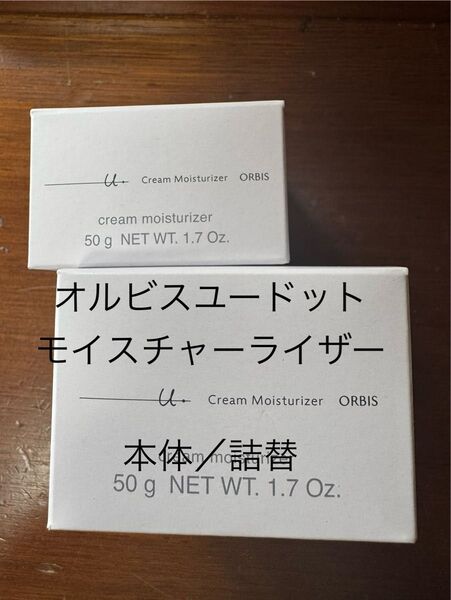 u. Cream Moisturizer ORBIS
cream moisturizer
50 g NET WT. 1.7 Oz.
オルビスユードット
モイスチャーライザー
u. Cream Moisturizer ORBIS
cream moisturizer
本体／詰替
50 g NET WT. 1.7 Oz.